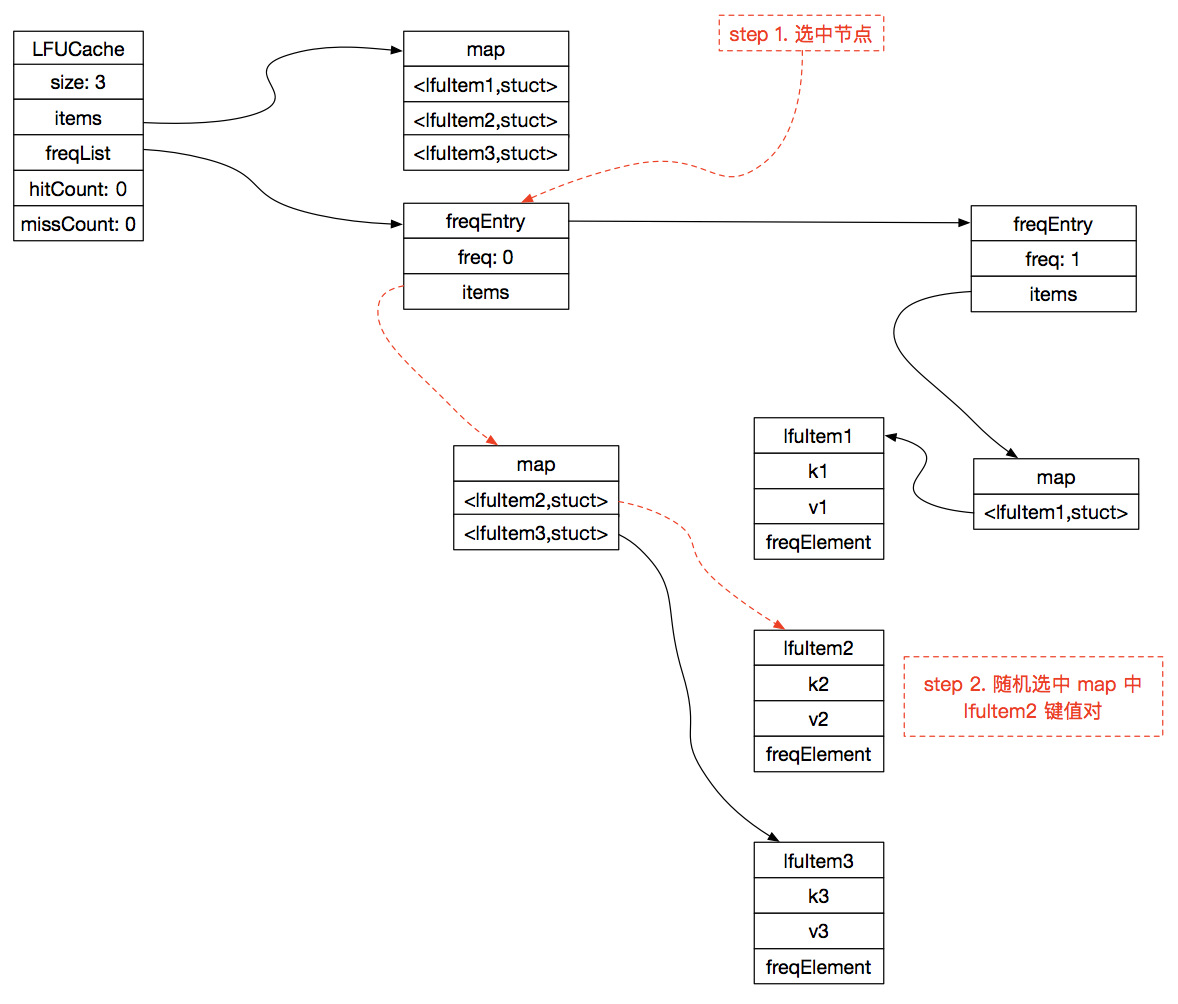 LFUCache
size: 3
items
freqList
hitCount: 0
missCount: 0
map
<lfuItem1,stuct>
<lfuItem2,stuct>
<lfuItem3,stuct>
step 1. 选中节点
freqEntry
freq: 0
items
freqEntry
freq: 1
items
map
<lfuItem2,stuct>
<lfuItem3,stuct>
lfuItem1
k1
v1
freqElement
map
<lfuItem1,stuct>
lfuItem2
k2
v2
freqElement
step 2. 随机选中 map 中
lfuItem2 键值对
lfuItem3
k3
v3
freqElement